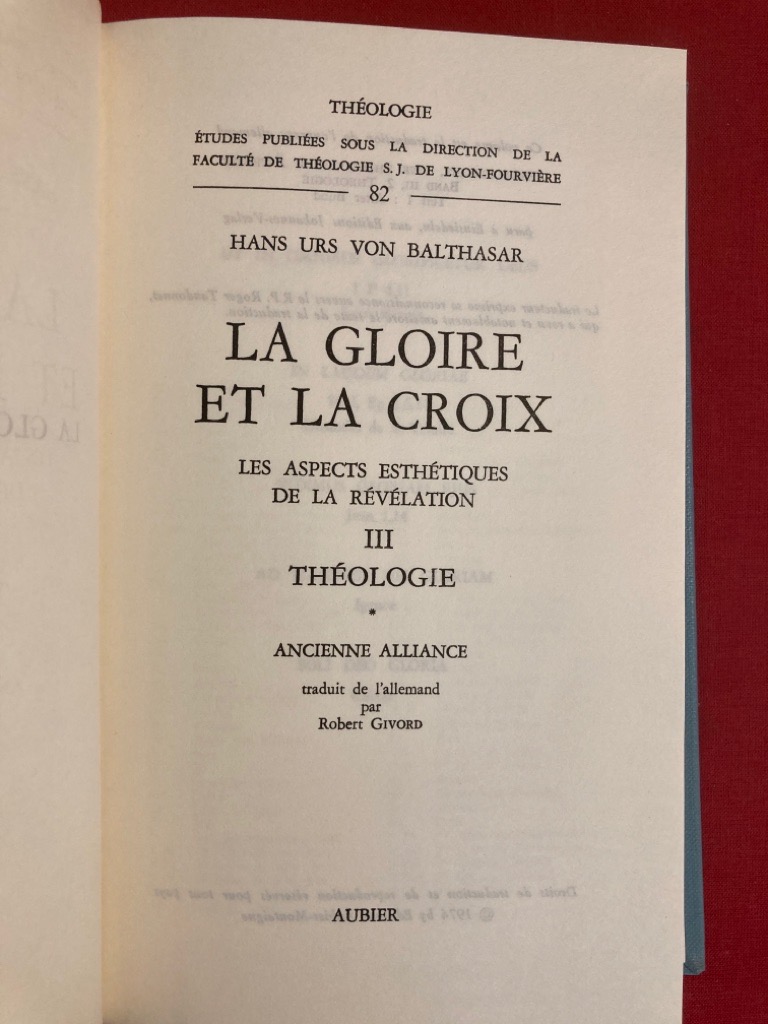 THÉOLOGIE
ÉTUDES PUBLIÉES SOUS LA DIRECTION DE LA
FACULTÉ DE THÉOLOGIE S. J. DE LYON-FOURVIÈRE
82
HANS URS VON BALTHASAR
LA GLOIRE
ET LA CROIX
LES ASPECTS ESTHÉTIQUES
DE LA RÉVÉLATION
III
THÉOLOGIE
*
ANCIENNE ALLIANCE
traduit de l'allemand
par
Robert GIVORD
AUBIER